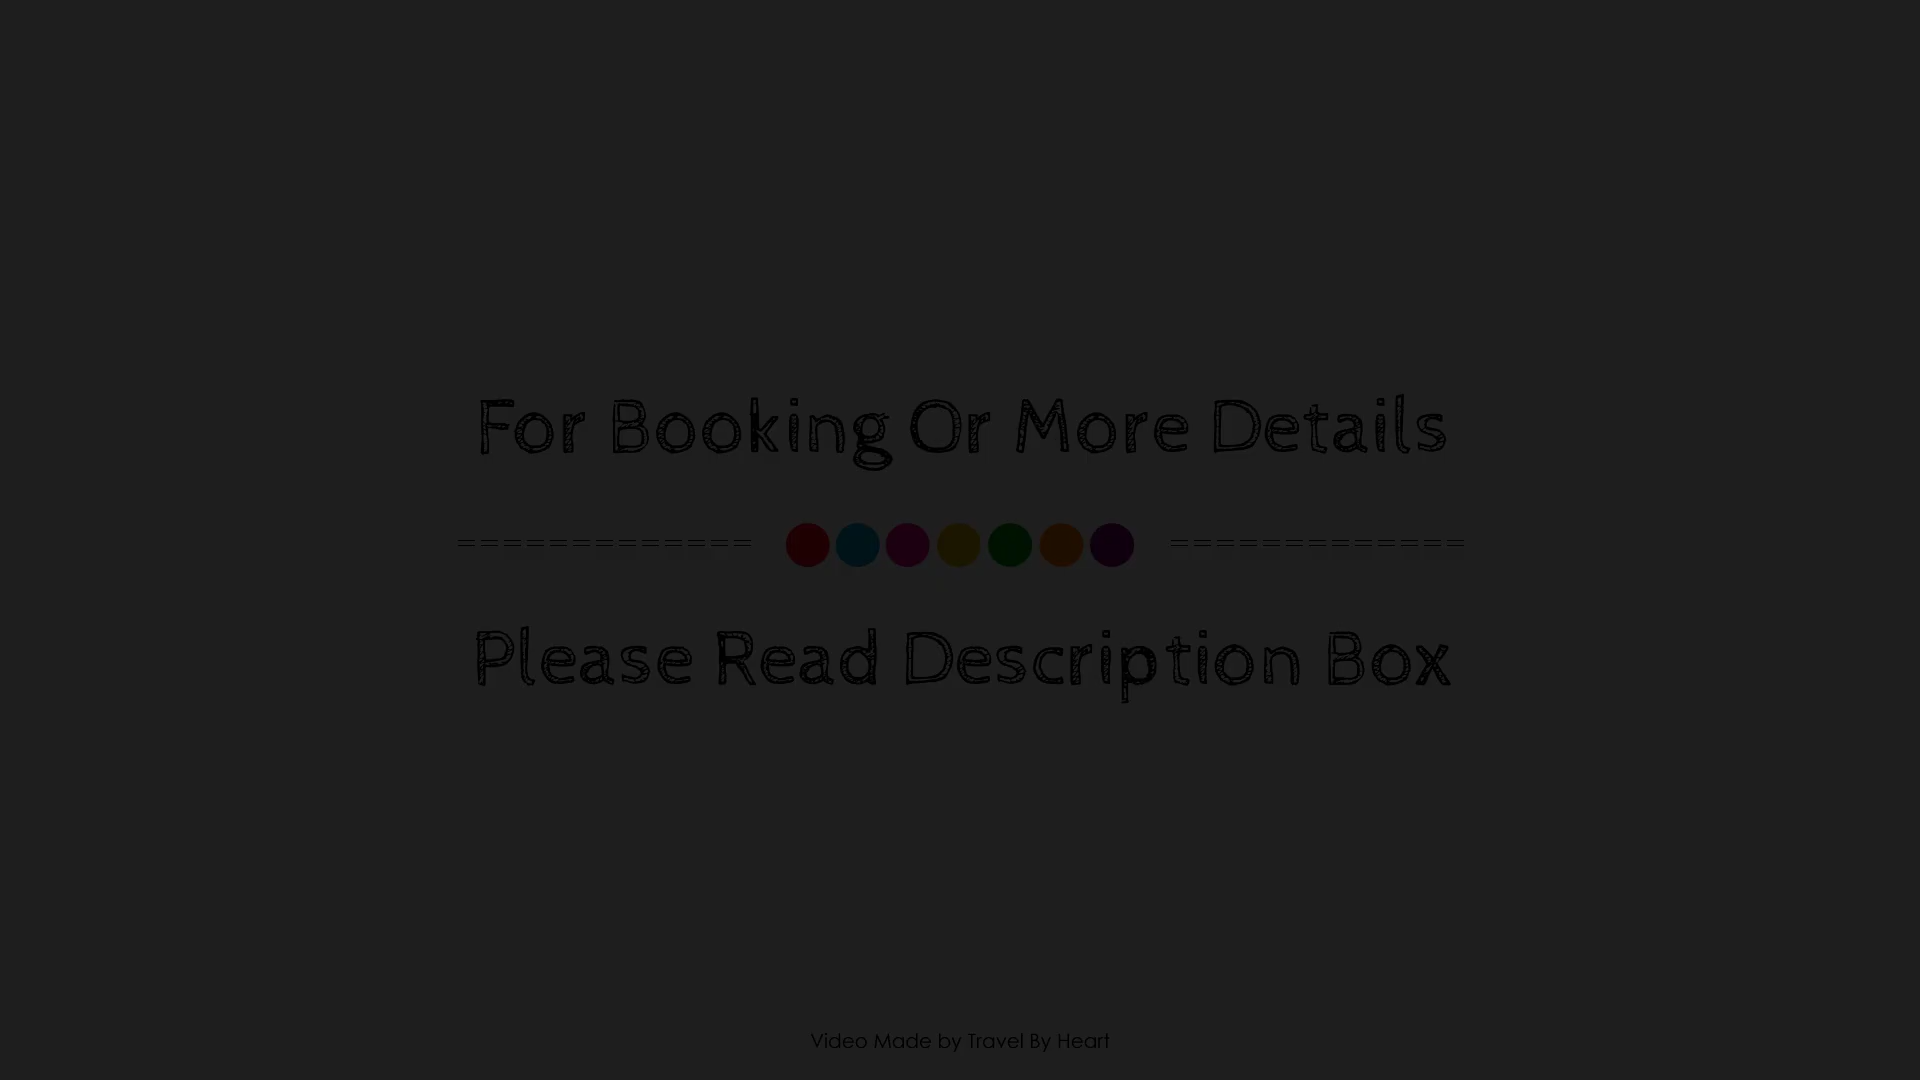 For Booking Or More Details
============= =============
Please Read Description Box
Video Made by Travel By Heart